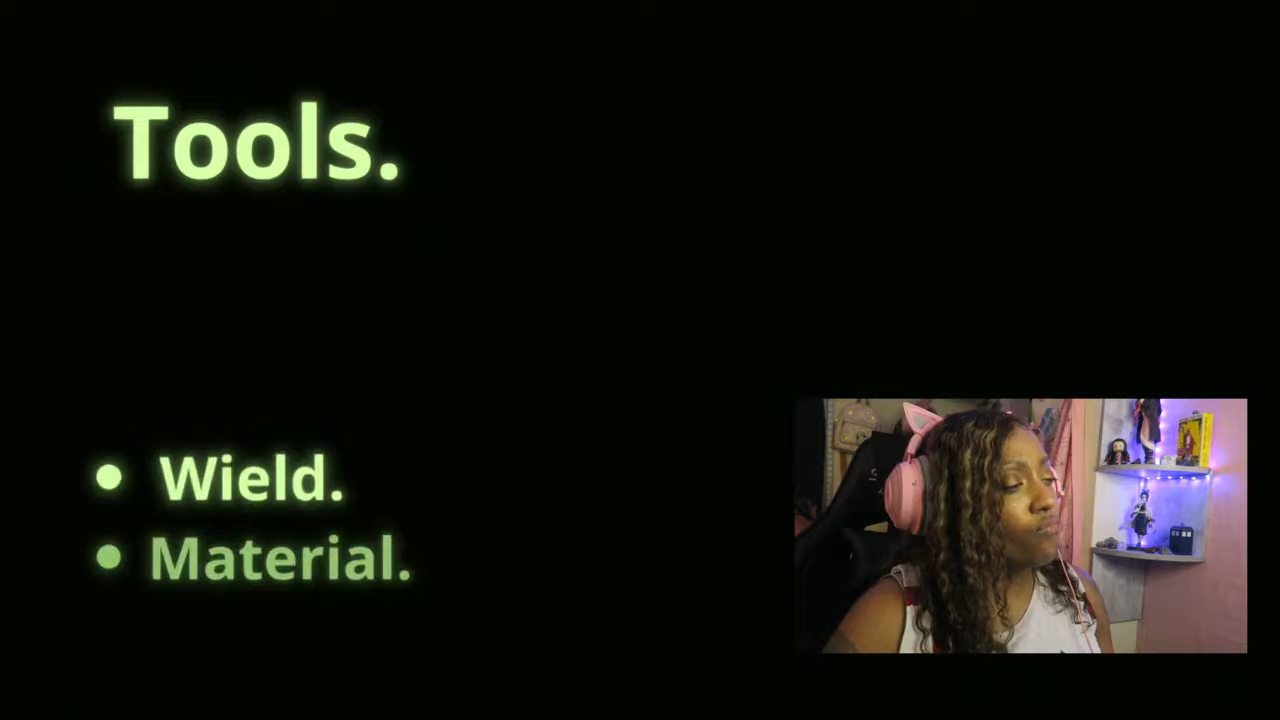 Tools.
• Wield.
• Material.